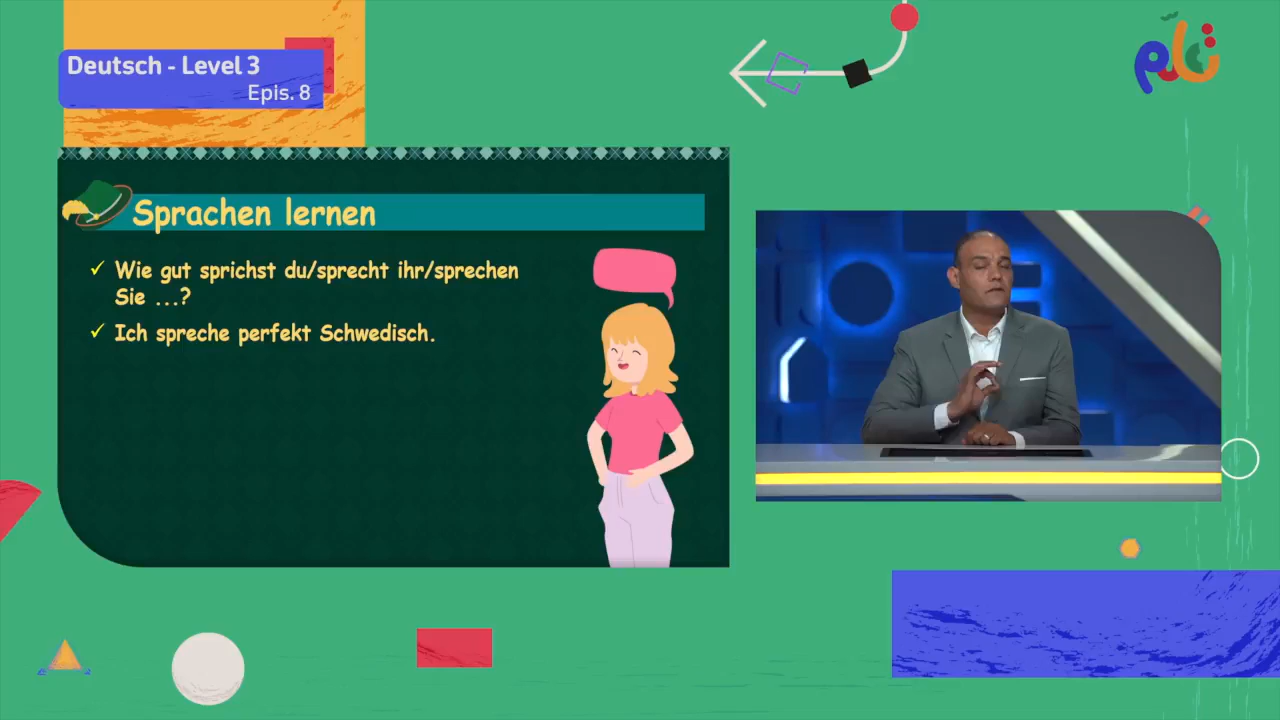 Deutsch - Level 3
Epis. 8
نتعلم
Sprachen lernen
✓ Wie gut sprichst du/sprecht ihr/sprechen
Sie ...?
✓ Ich spreche perfekt Schwedisch.